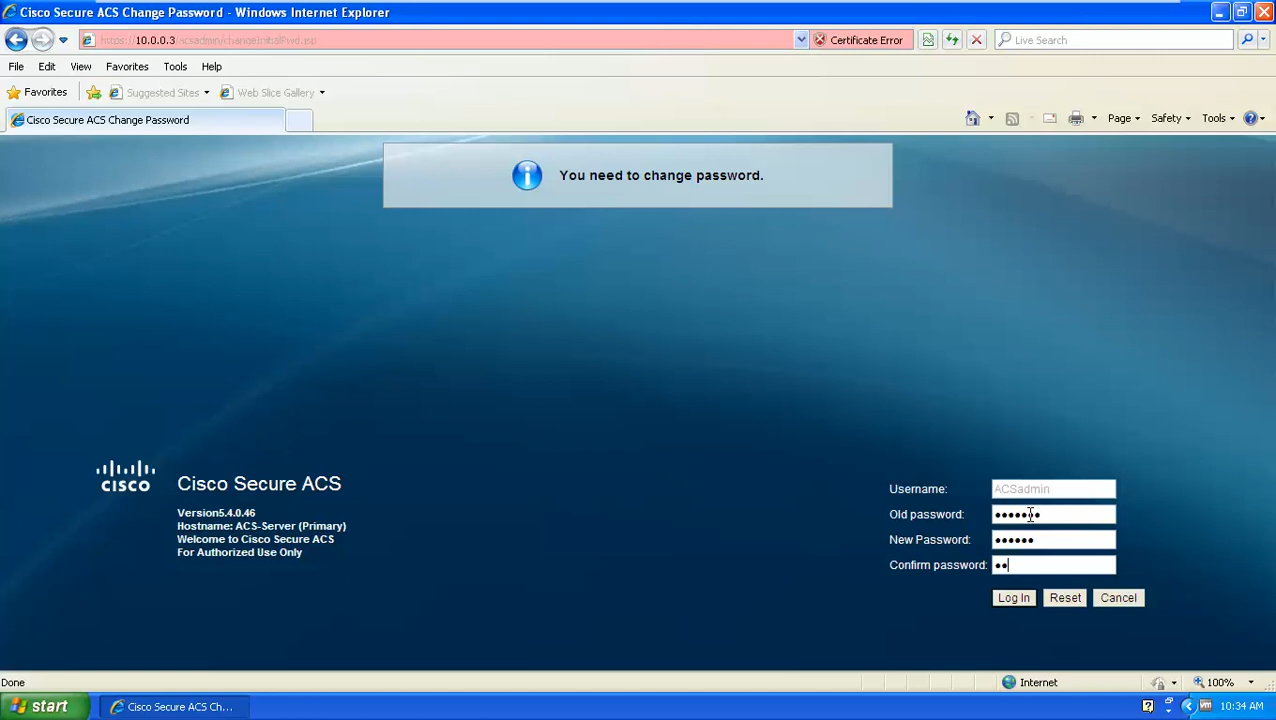 Cisco Secure ACS Change Password - Windows Internet Explorer
https://10.0.0.3/acsadmin/changeInitialPwd.jsp
Certificate Error
Live Search
File Edit View Favorites Tools Help
Favorites Suggested Sites Web Slice Gallery
Cisco Secure ACS Change Password
Page Safety Tools
You need to change password.
CISCO
Cisco Secure ACS
Version5.4.0.46
Hostname: ACS-Server (Primary)
Welcome to Cisco Secure ACS
For Authorized Use Only
Username: ACSadmin
Old password: •••••••
New Password: ••••••
Confirm password: ••
Log In Reset Cancel
Done Internet 100%
start Cisco Secure ACS Ch... 10:34 AM